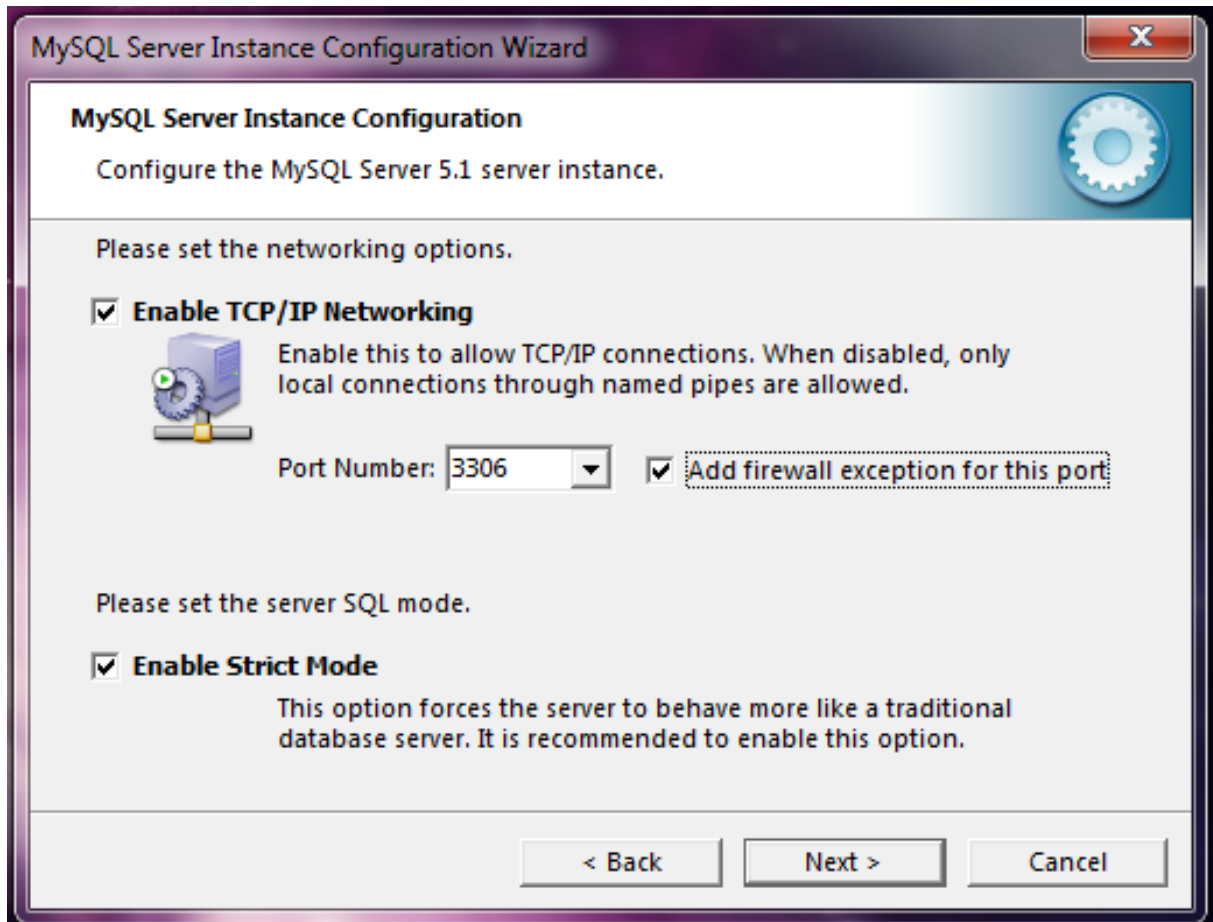 MySQL Server Instance Configuration Wizard
MySQL Server Instance Configuration
Configure the MySQL Server 5.1 server instance.
Please set the networking options.
Enable TCP/IP Networking
Enable this to allow TCP/IP connections. When disabled, only
local connections through named pipes are allowed.
Port Number: 3306 Add firewall exception for this port
Please set the server SQL mode.
Enable Strict Mode
This option forces the server to behave more like a traditional
database server. It is recommended to enable this option.
< Back Next > Cancel